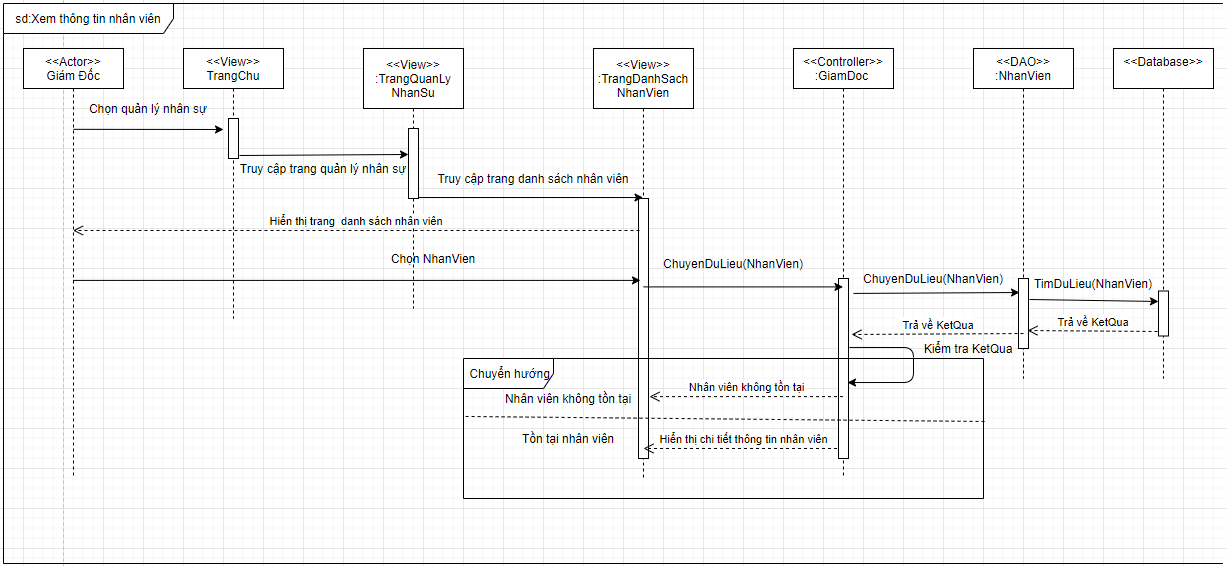 sd:Xem thông tin nhân viên
<<Actor>>
Giám Đốc
<<View>>
TrangChu
<<View>>
:TrangQuanLy
NhanSu
<<View>>
:TrangDanhSach
NhanVien
<<Controller>>
:GiamDoc
<<DAO>>
:NhanVien
<<Database>>
Chọn quản lý nhân sự
Truy cập trang quản lý nhân sự
Truy cập trang danh sách nhân viên
Hiển thị trang danh sách nhân viên
Chọn NhanVien
ChuyenDuLieu(NhanVien)
ChuyenDuLieu(NhanVien)
TimDuLieu(NhanVien)
Trả về KetQua
Trả về KetQua
Kiểm tra KetQua
Chuyển hướng
Nhân viên không tồn tại
Nhân viên không tồn tại
Tồn tại nhân viên
Hiển thị chi tiết thông tin nhân viên